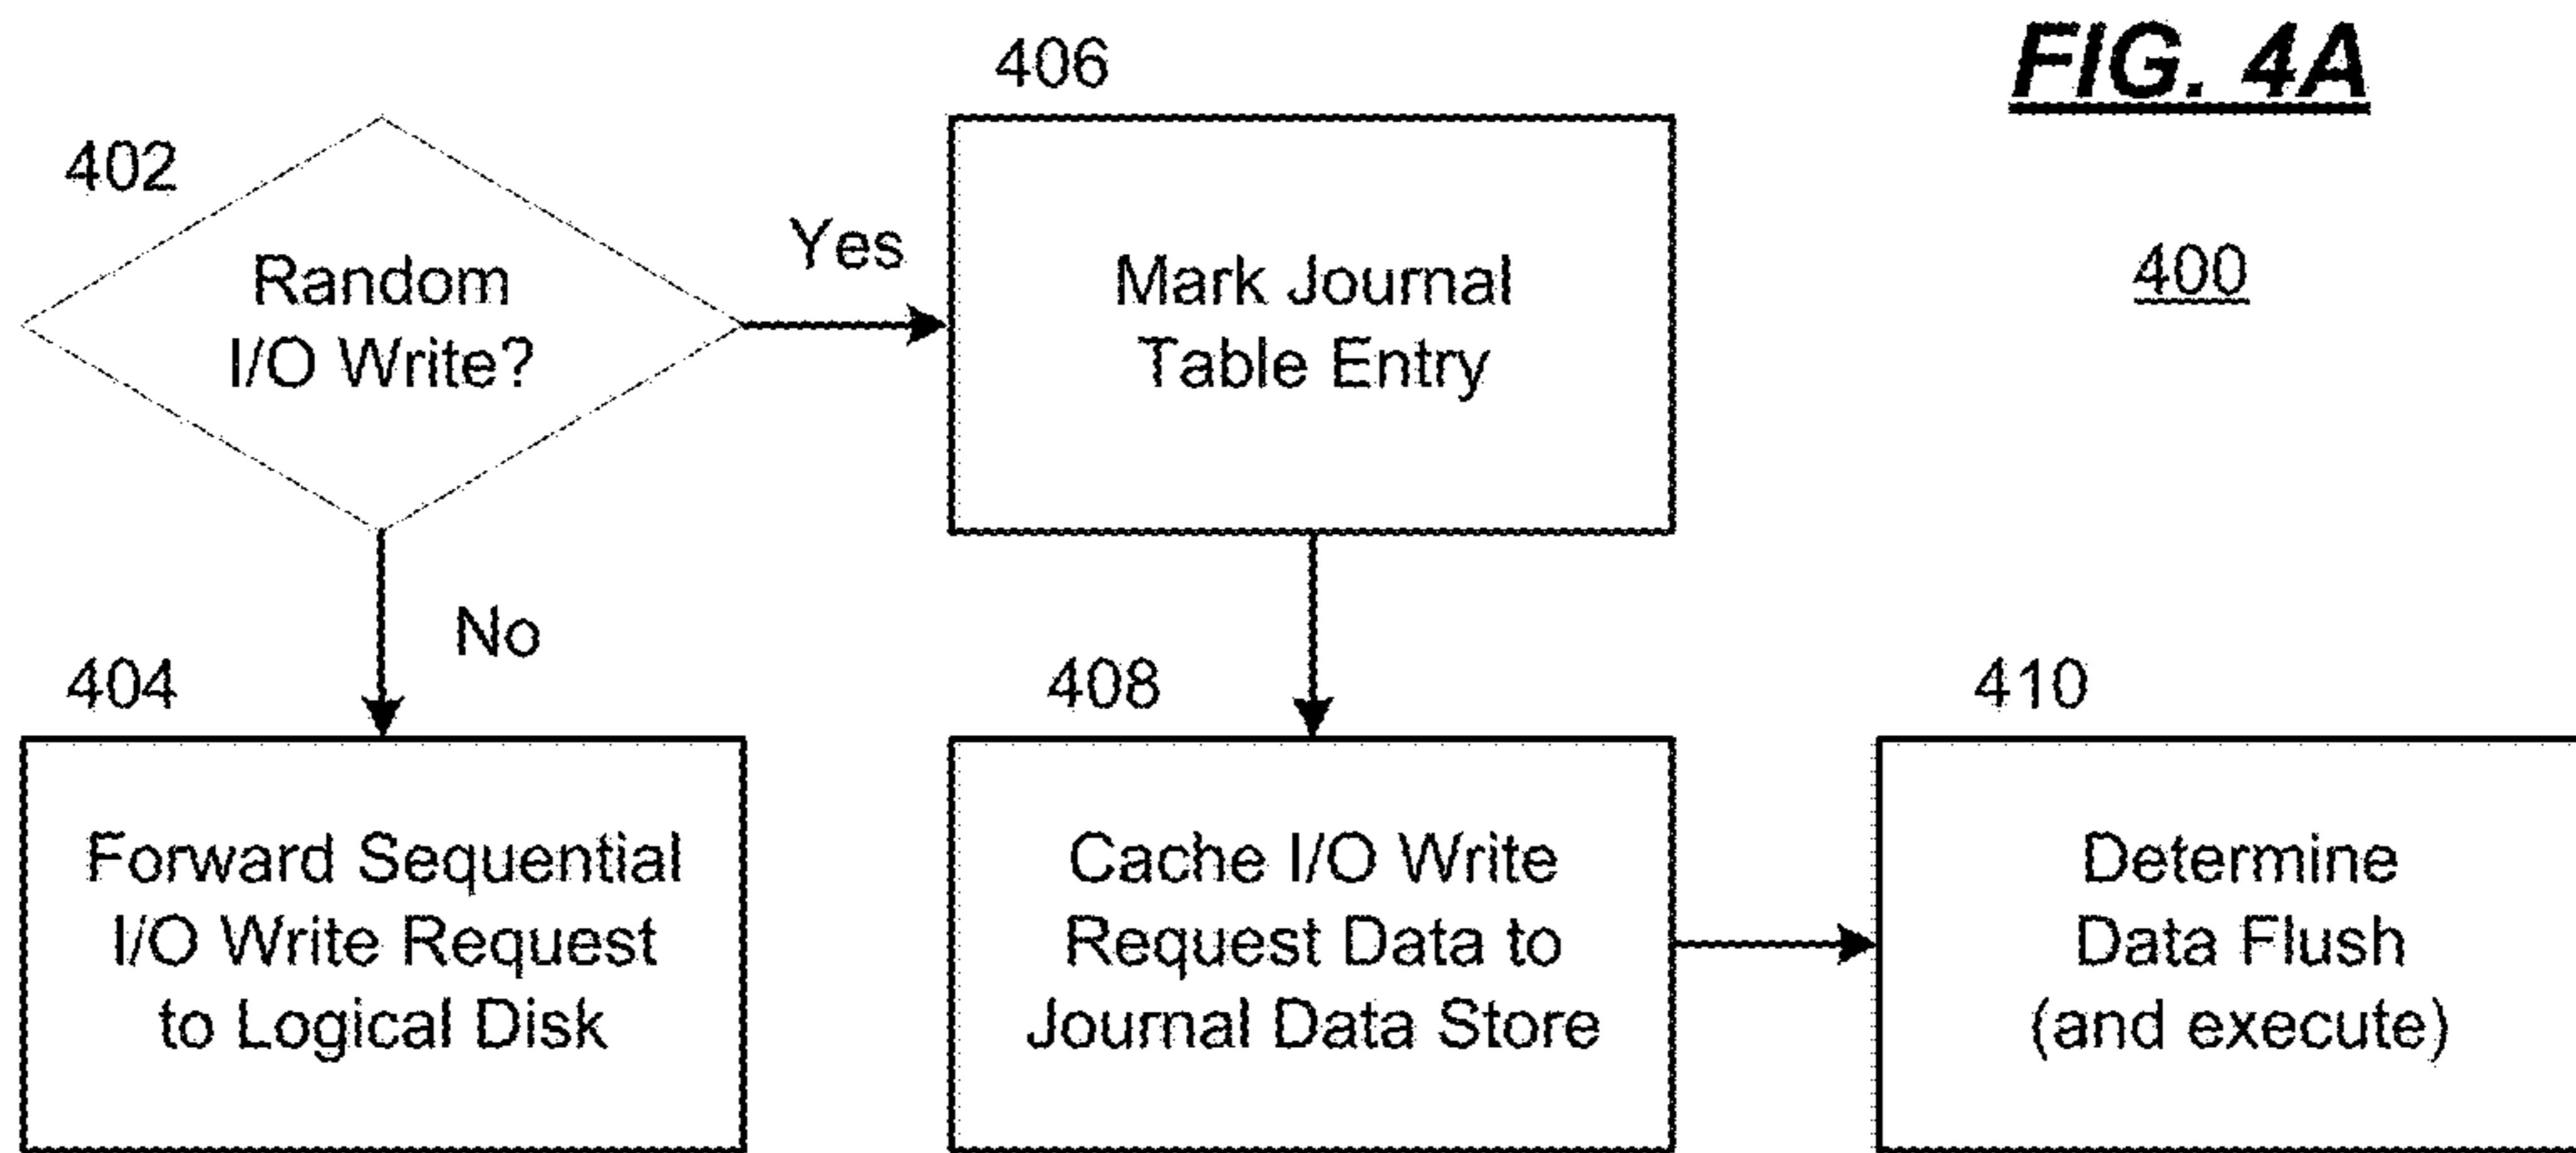 FIG. 4A
400
402
Random
I/O Write?
Yes
No
406
Mark Journal
Table Entry
404
Forward Sequential
I/O Write Request
to Logical Disk
408
Cache I/O Write
Request Data to
Journal Data Store
410
Determine
Data Flush
(and execute)